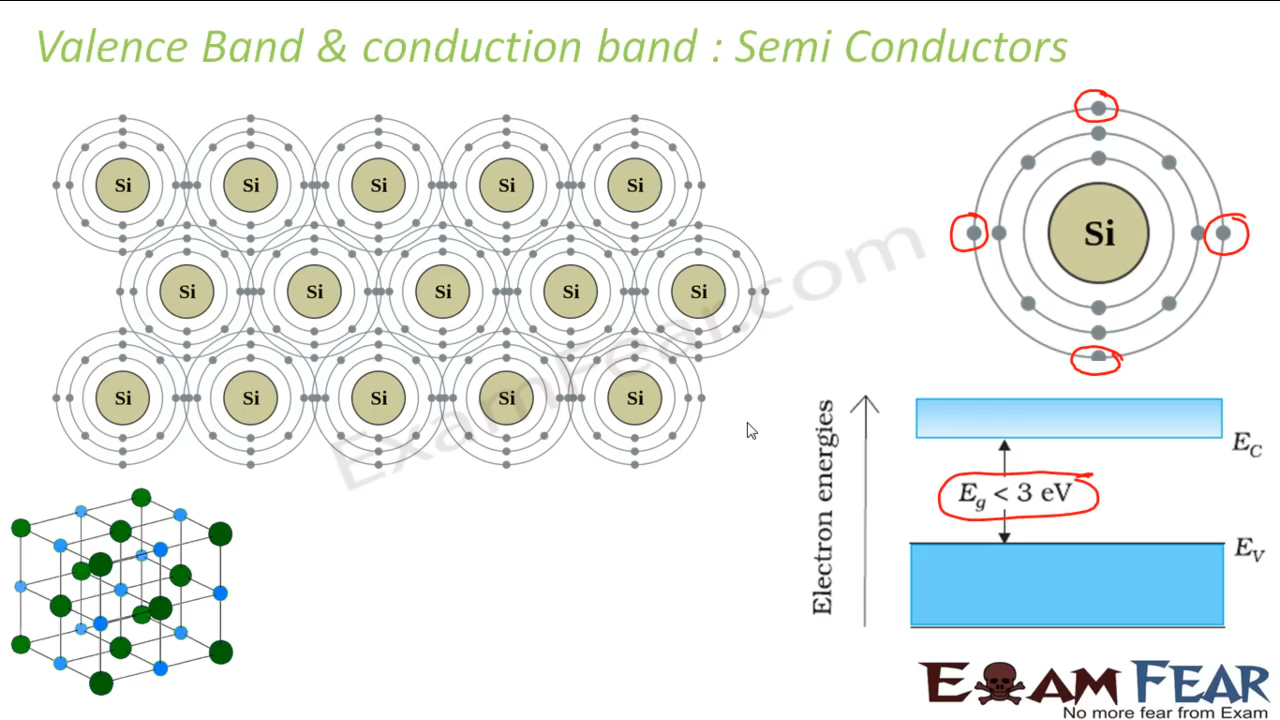 Valence Band & conduction band : Semi Conductors
Si Si Si Si Si
Si Si Si Si Si
Si Si Si Si Si
Si
ExamFear.com
Electron energies
E_C
E_g < 3 eV
E_V
EXAM FEAR
No more fear from Exam